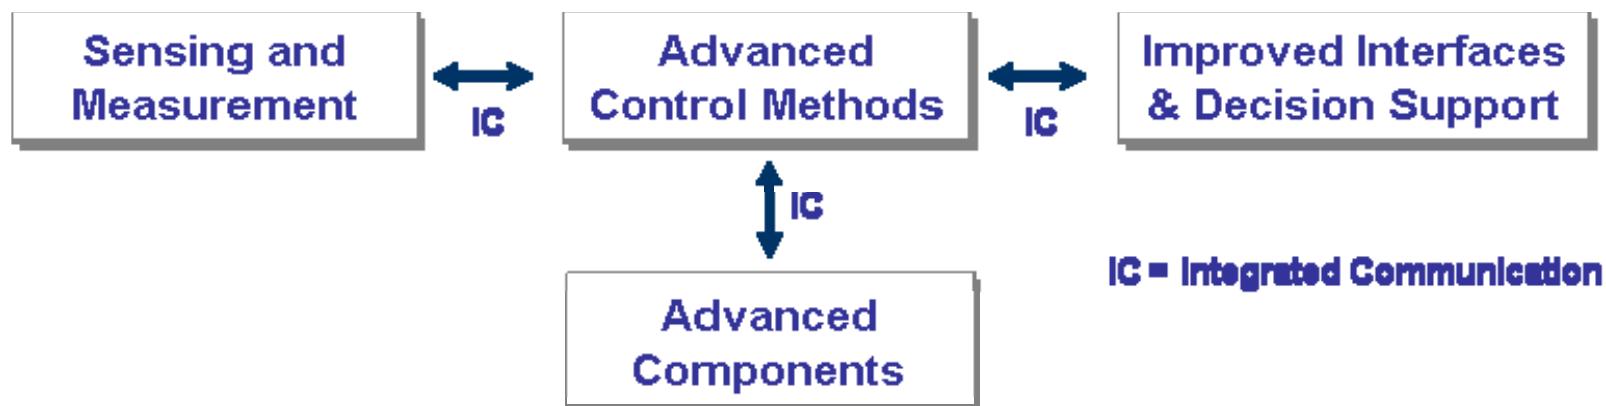 Sensing and
Measurement
IC
Advanced
Control Methods
IC
Improved Interfaces
& Decision Support
IC
IC = Integrated Communication
Advanced
Components